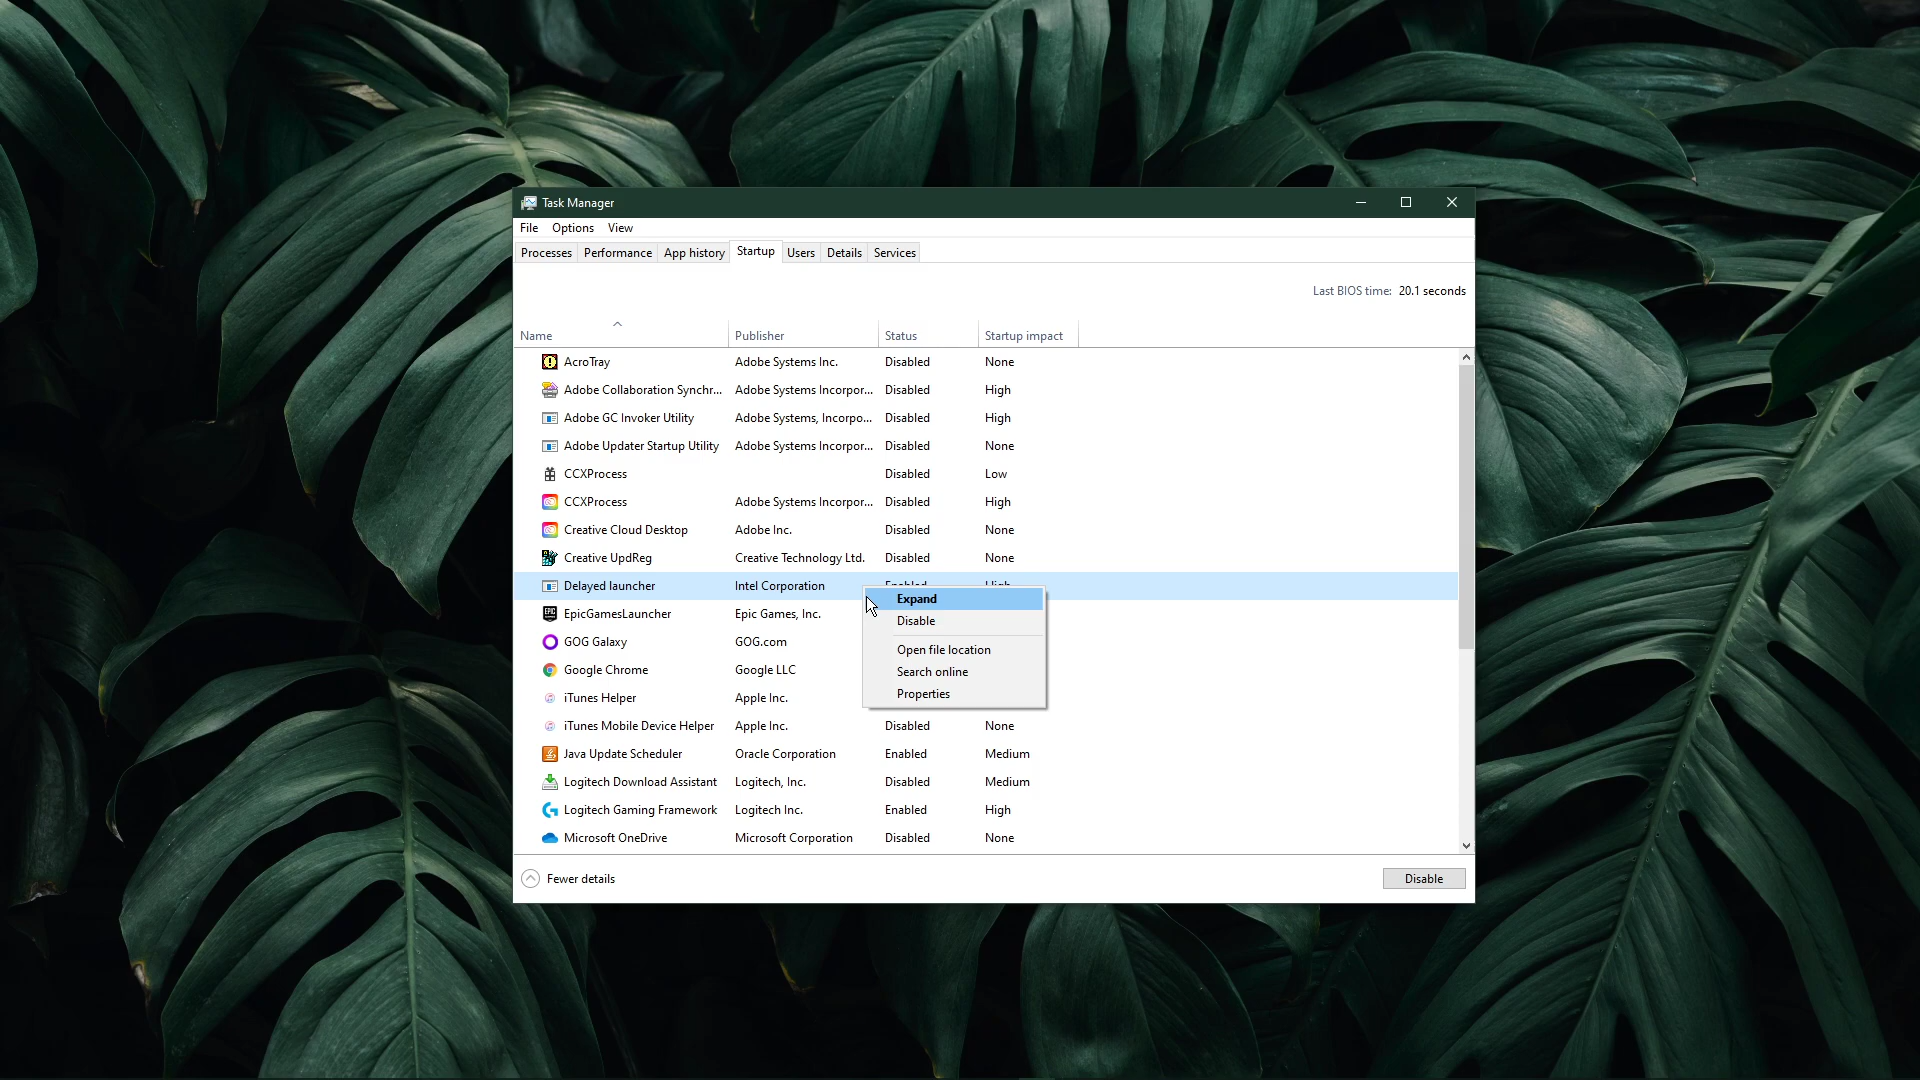 Task Manager
File Options View
Processes Performance App history Startup Users Details Services
Last BIOS time: 20.1 seconds
Name Publisher Status Startup impact
AcroTray Adobe Systems Inc. Disabled None
Adobe Collaboration Synchr... Adobe Systems Incorpor... Disabled High
Adobe GC Invoker Utility Adobe Systems, Incorpo... Disabled High
Adobe Updater Startup Utility Adobe Systems Incorpor... Disabled None
CCXProcess Disabled Low
CCXProcess Adobe Systems Incorpor... Disabled High
Creative Cloud Desktop Adobe Inc. Disabled None
Creative UpdReg Creative Technology Ltd. Disabled None
Delayed launcher Intel Corporation Enabled High
Expand
EpicGamesLauncher Epic Games, Inc.
Disable
GOG Galaxy GOG.com
Open file location
Google Chrome Google LLC
Search online
iTunes Helper Apple Inc.
Properties
iTunes Mobile Device Helper Apple Inc. Disabled None
Java Update Scheduler Oracle Corporation Enabled Medium
Logitech Download Assistant Logitech, Inc. Disabled Medium
Logitech Gaming Framework Logitech Inc. Enabled High
Microsoft OneDrive Microsoft Corporation Disabled None
Fewer details Disable